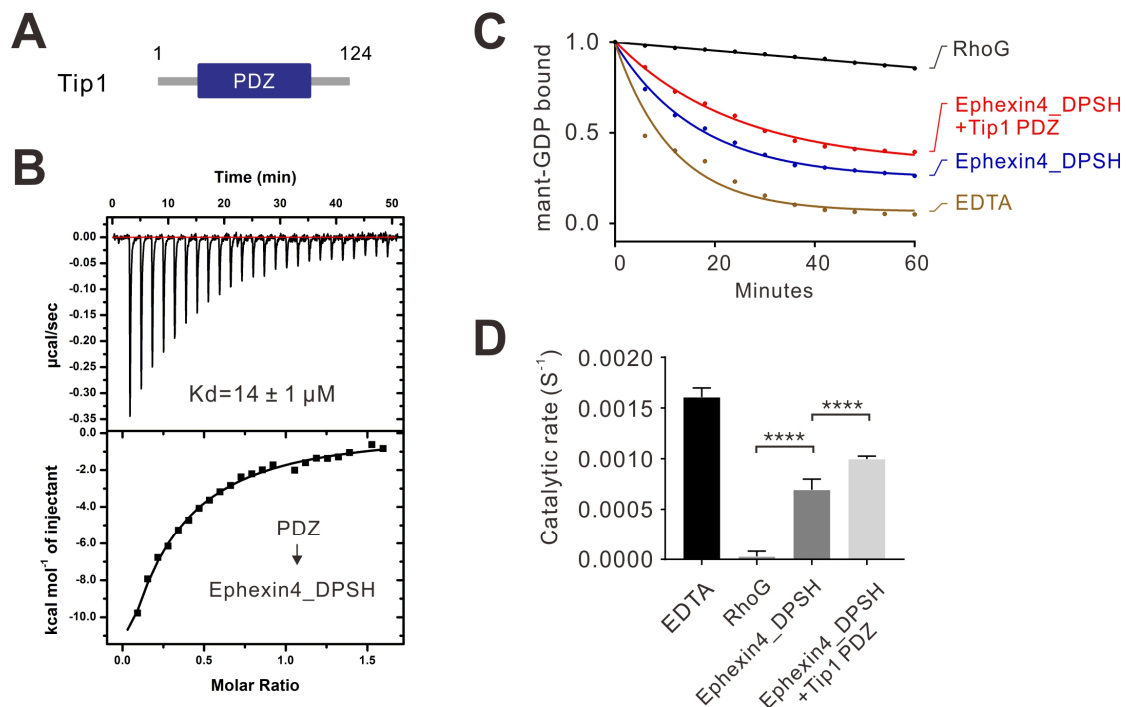 A
1
124
Tip1
PDZ
B
Time (min)
0 10 20 30 40 50
0.00
-0.05
-0.10
-0.15
-0.20
-0.25
-0.30
-0.35
µcal/sec
Kd=14 ± 1 µM
0.0
-2.0
-4.0
-6.0
-8.0
-10.0
kcal mol⁻¹ of injectant
PDZ
Ephexin4_DPSH
0.0 0.5 1.0 1.5
Molar Ratio
C
1.0
0.5
0.0
mant-GDP bound
0 20 40 60
Minutes
RhoG
Ephexin4_DPSH
+Tip1 PDZ
Ephexin4_DPSH
EDTA
D
0.0020
0.0015
0.0010
0.0005
0.0000
Catalytic rate (S⁻¹)
****
****
EDTA
RhoG
Ephexin4_DPSH
Ephexin4_DPSH
+Tip1 PDZ